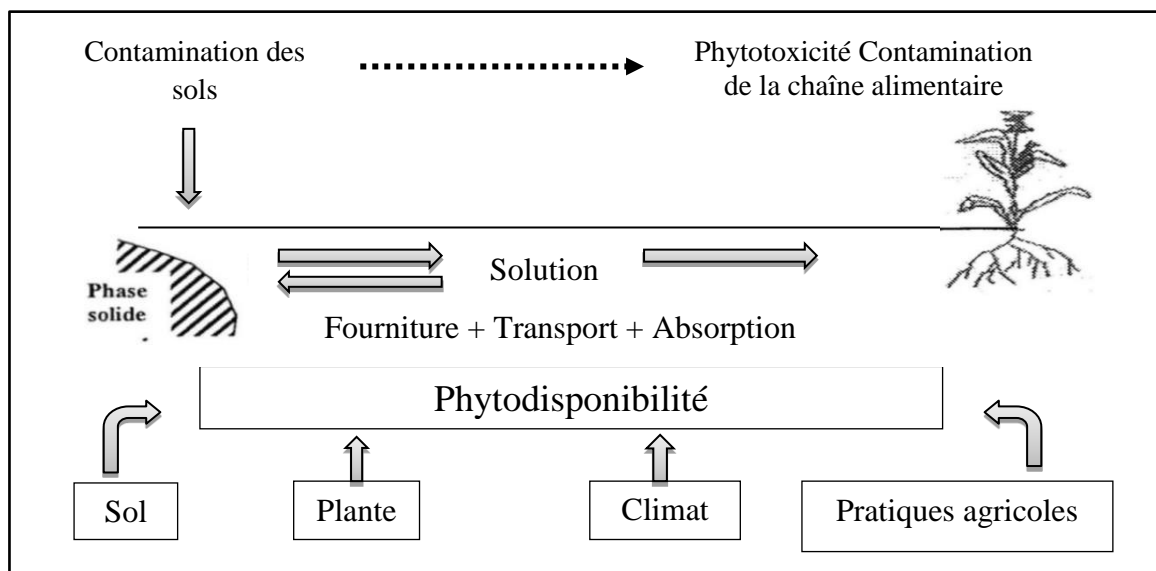 Contamination des
sols
Phytotoxicité Contamination
de la chaîne alimentaire
Phase
solide
Solution
Fourniture + Transport + Absorption
Phytodisponibilité
Sol
Plante
Climat
Pratiques agricoles